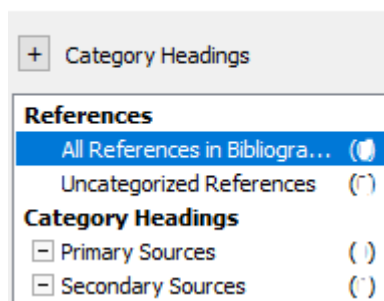 + Category Headings
References
All References in Bibliogra...
Uncategorized References
Category Headings
Primary Sources
Secondary Sources